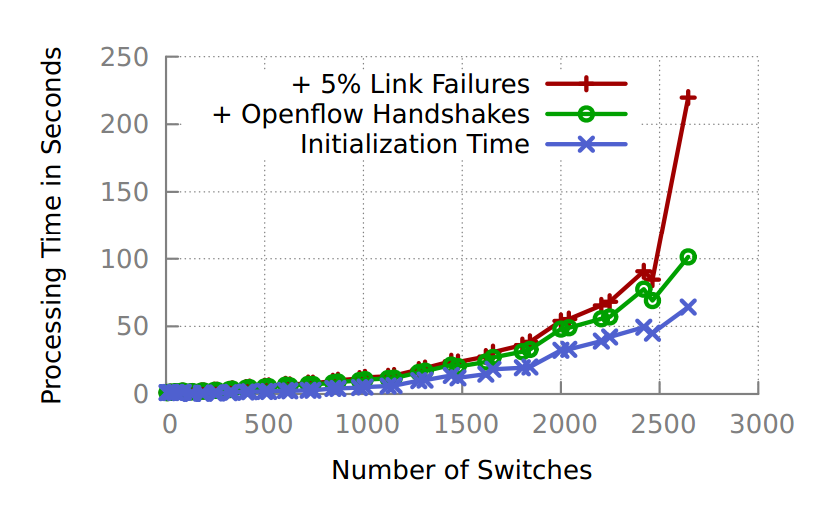 250
200
150
100
50
0
Processing Time in Seconds
+ 5% Link Failures
+ Openflow Handshakes
Initialization Time
0 500 1000 1500 2000 2500 3000
Number of Switches